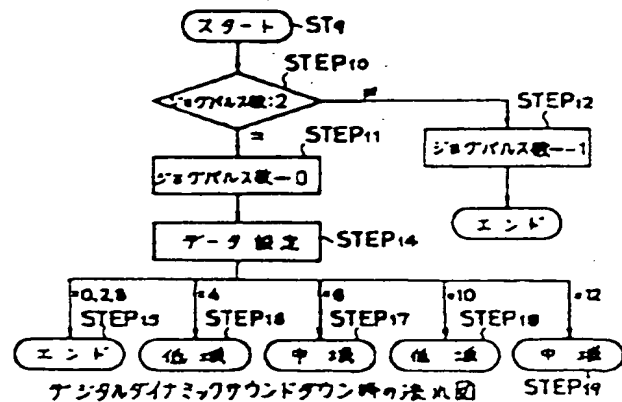 スタート ST9
STEP10
ジョグパルス数:2 ≠
= STEP11 STEP12
ジョグパルス数←0 ジョグパルス数←-1
エンド
データ設定 STEP14
=0,2,8 =4 =6 =10 =12
STEP15 STEP16 STEP17 STEP18
エンド 低域 中域 低域 中域
デジタルダイナミックサウンドダウン時の流れ図 STEP19